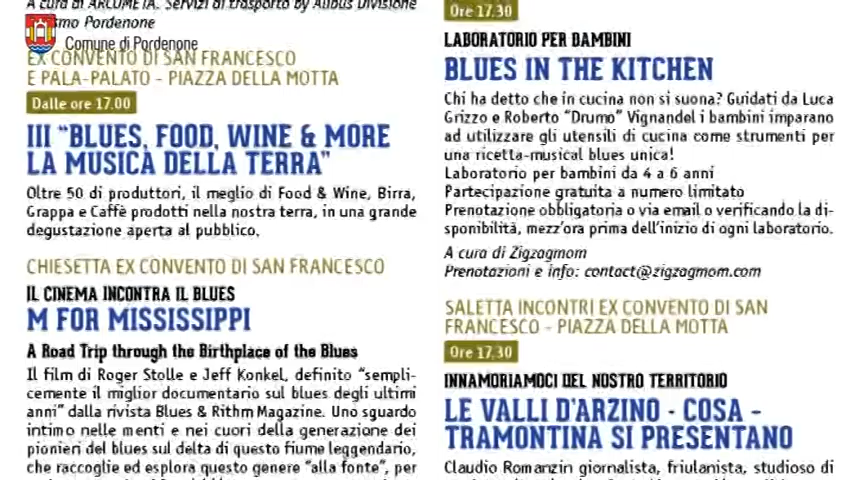 A cura di ARCOMETA. Servizi di trasporto by Atibus Divisione
Comune di Pordenone
EX CONVENTO DI SAN FRANCESCO
E PALA-PALATO - PIAZZA DELLA MOTTA
Dalle ore 17.00
III “BLUES, FOOD, WINE & MORE
LA MUSICA DELLA TERRA”
Oltre 50 di produttori, il meglio di Food & Wine, Birra,
Grappa e Caffè prodotti nella nostra terra, in una grande
degustazione aperta al pubblico.
CHIESETTA EX CONVENTO DI SAN FRANCESCO
IL CINEMA INCONTRA IL BLUES
M FOR MISSISSIPPI
A Road Trip through the Birthplace of the Blues
Il film di Roger Stolle e Jeff Konkel, definito “sempli-
cemente il miglior documentario sul blues degli ultimi
anni” dalla rivista Blues & Rithm Magazine. Uno sguardo
intimo nelle menti e nei cuori della generazione dei
pionieri del blues sul delta di questo fiume leggendario,
che raccoglie ed esplora questo genere “alla fonte”, per
Ore 17.30
LABORATORIO PER BAMBINI
BLUES IN THE KITCHEN
Chi ha detto che in cucina non si suona? Guidati da Luca
Grizzo e Roberto “Drumo” Vignandel i bambini imparano
ad utilizzare gli utensili di cucina come strumenti per
una ricetta-musical blues unica!
Laboratorio per bambini da 4 a 6 anni
Partecipazione gratuita a numero limitato
Prenotazione obbligatoria o via email o verificando la di-
sponibilità, mezz’ora prima dell’inizio di ogni laboratorio.
A cura di Zigzagmom
Prenotazioni e info: contact@zigzagmom.com
SALETTA INCONTRI EX CONVENTO DI SAN
FRANCESCO - PIAZZA DELLA MOTTA
Ore 17.30
INNAMORIAMOCI DEL NOSTRO TERRITORIO
LE VALLI D’ARZINO - COSA -
TRAMONTINA SI PRESENTANO
Claudio Romanzin giornalista, friulanista, studioso di